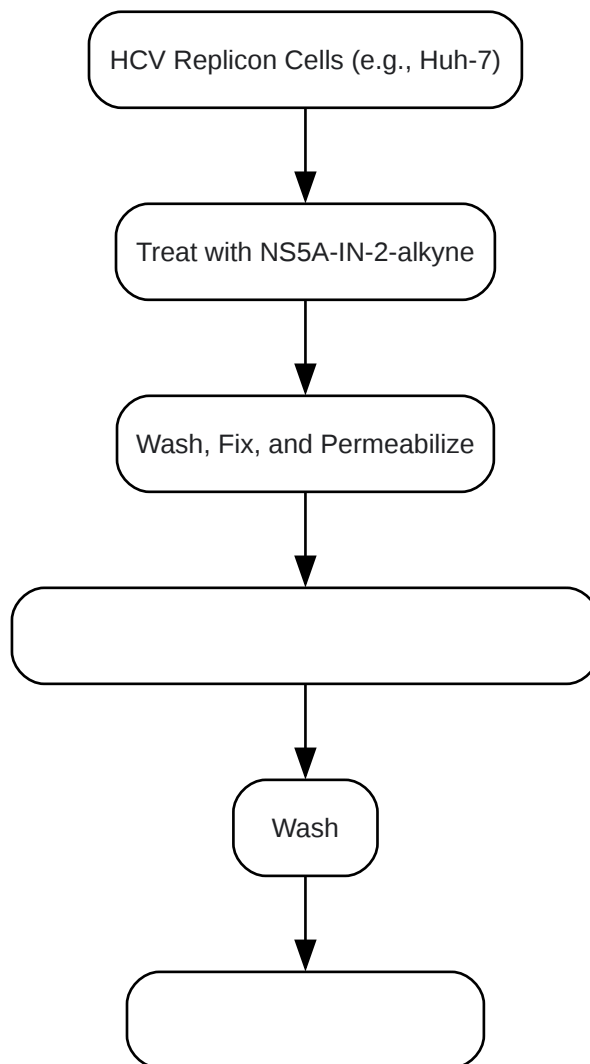 HCV Replicon Cells (e.g., Huh-7)
Treat with NS5A-IN-2-alkyne
Wash, Fix, and Permeabilize
Wash